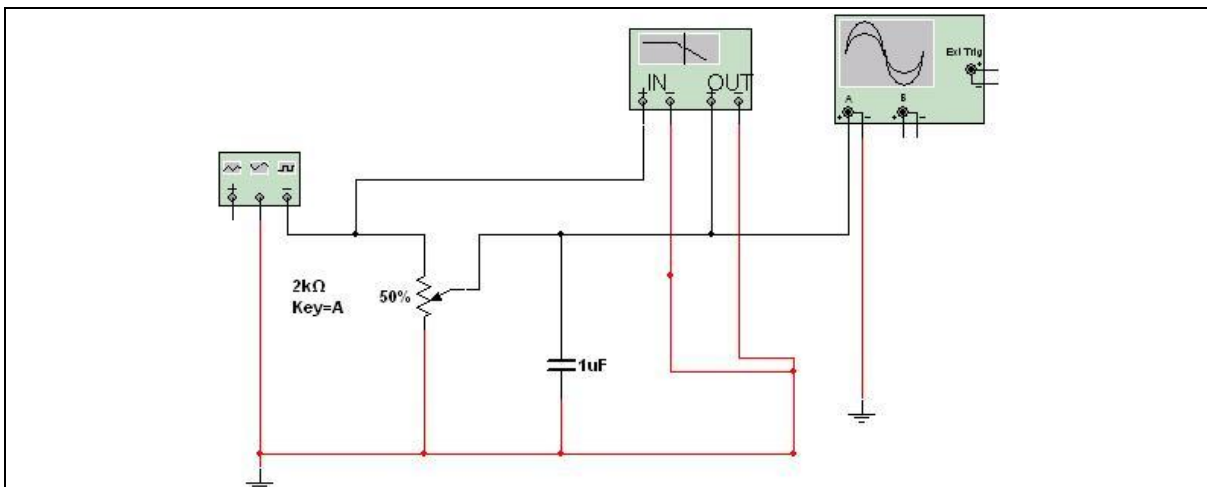 IN OUT
Ext Trig
A B
2kΩ
Key=A
50%
1uF